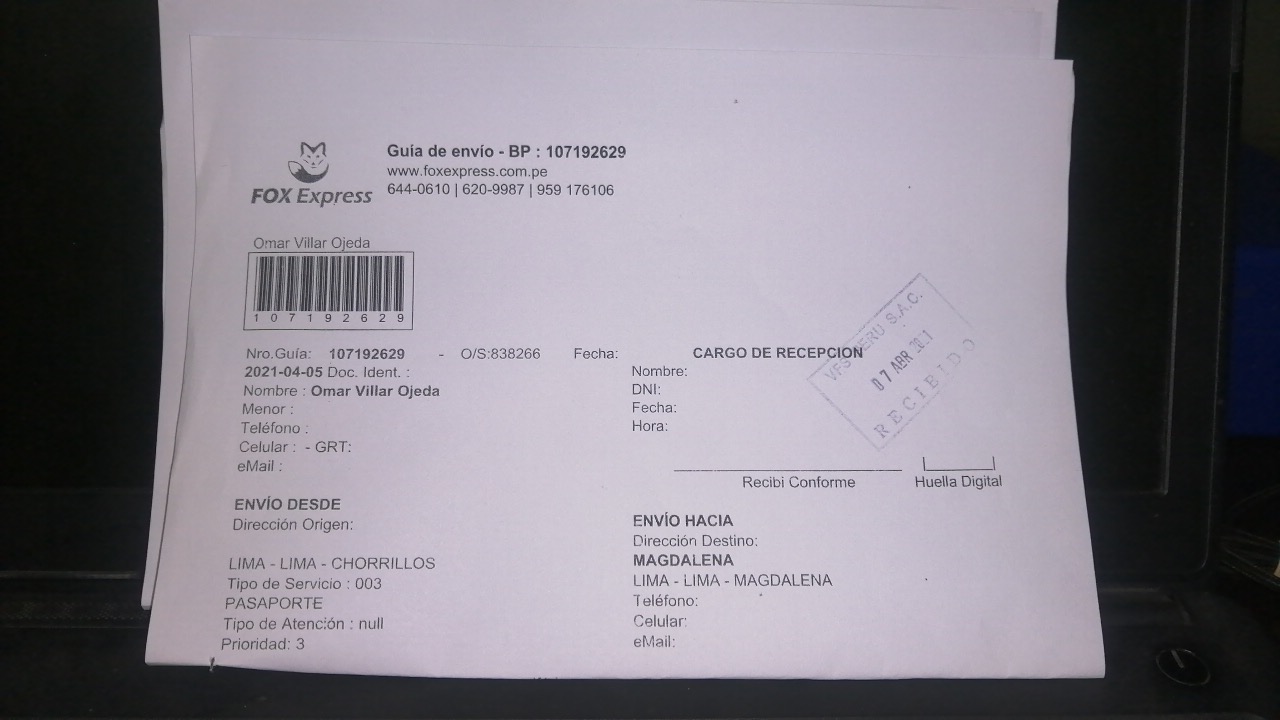 Guía de envío - BP : 107192629
www.foxexpress.com.pe
644-0610 | 620-9987 | 959 176106
FOX Express
Omar Villar Ojeda
107192629
Nro.Guía: 107192629 - O/S:838266 Fecha:
2021-04-05 Doc. Ident. :
Nombre : Omar Villar Ojeda
Menor :
Teléfono :
Celular : - GRT:
eMail :
CARGO DE RECEPCION
Nombre:
DNI:
Fecha:
Hora:
VFS PERU S.A.C.
07 ABR 2021
RECIBIDO
Recibi Conforme
Huella Digital
ENVÍO DESDE
Dirección Origen:
LIMA - LIMA - CHORRILLOS
Tipo de Servicio : 003
PASAPORTE
Tipo de Atención : null
Prioridad: 3
ENVÍO HACIA
Dirección Destino:
MAGDALENA
LIMA - LIMA - MAGDALENA
Teléfono:
Celular:
eMail: